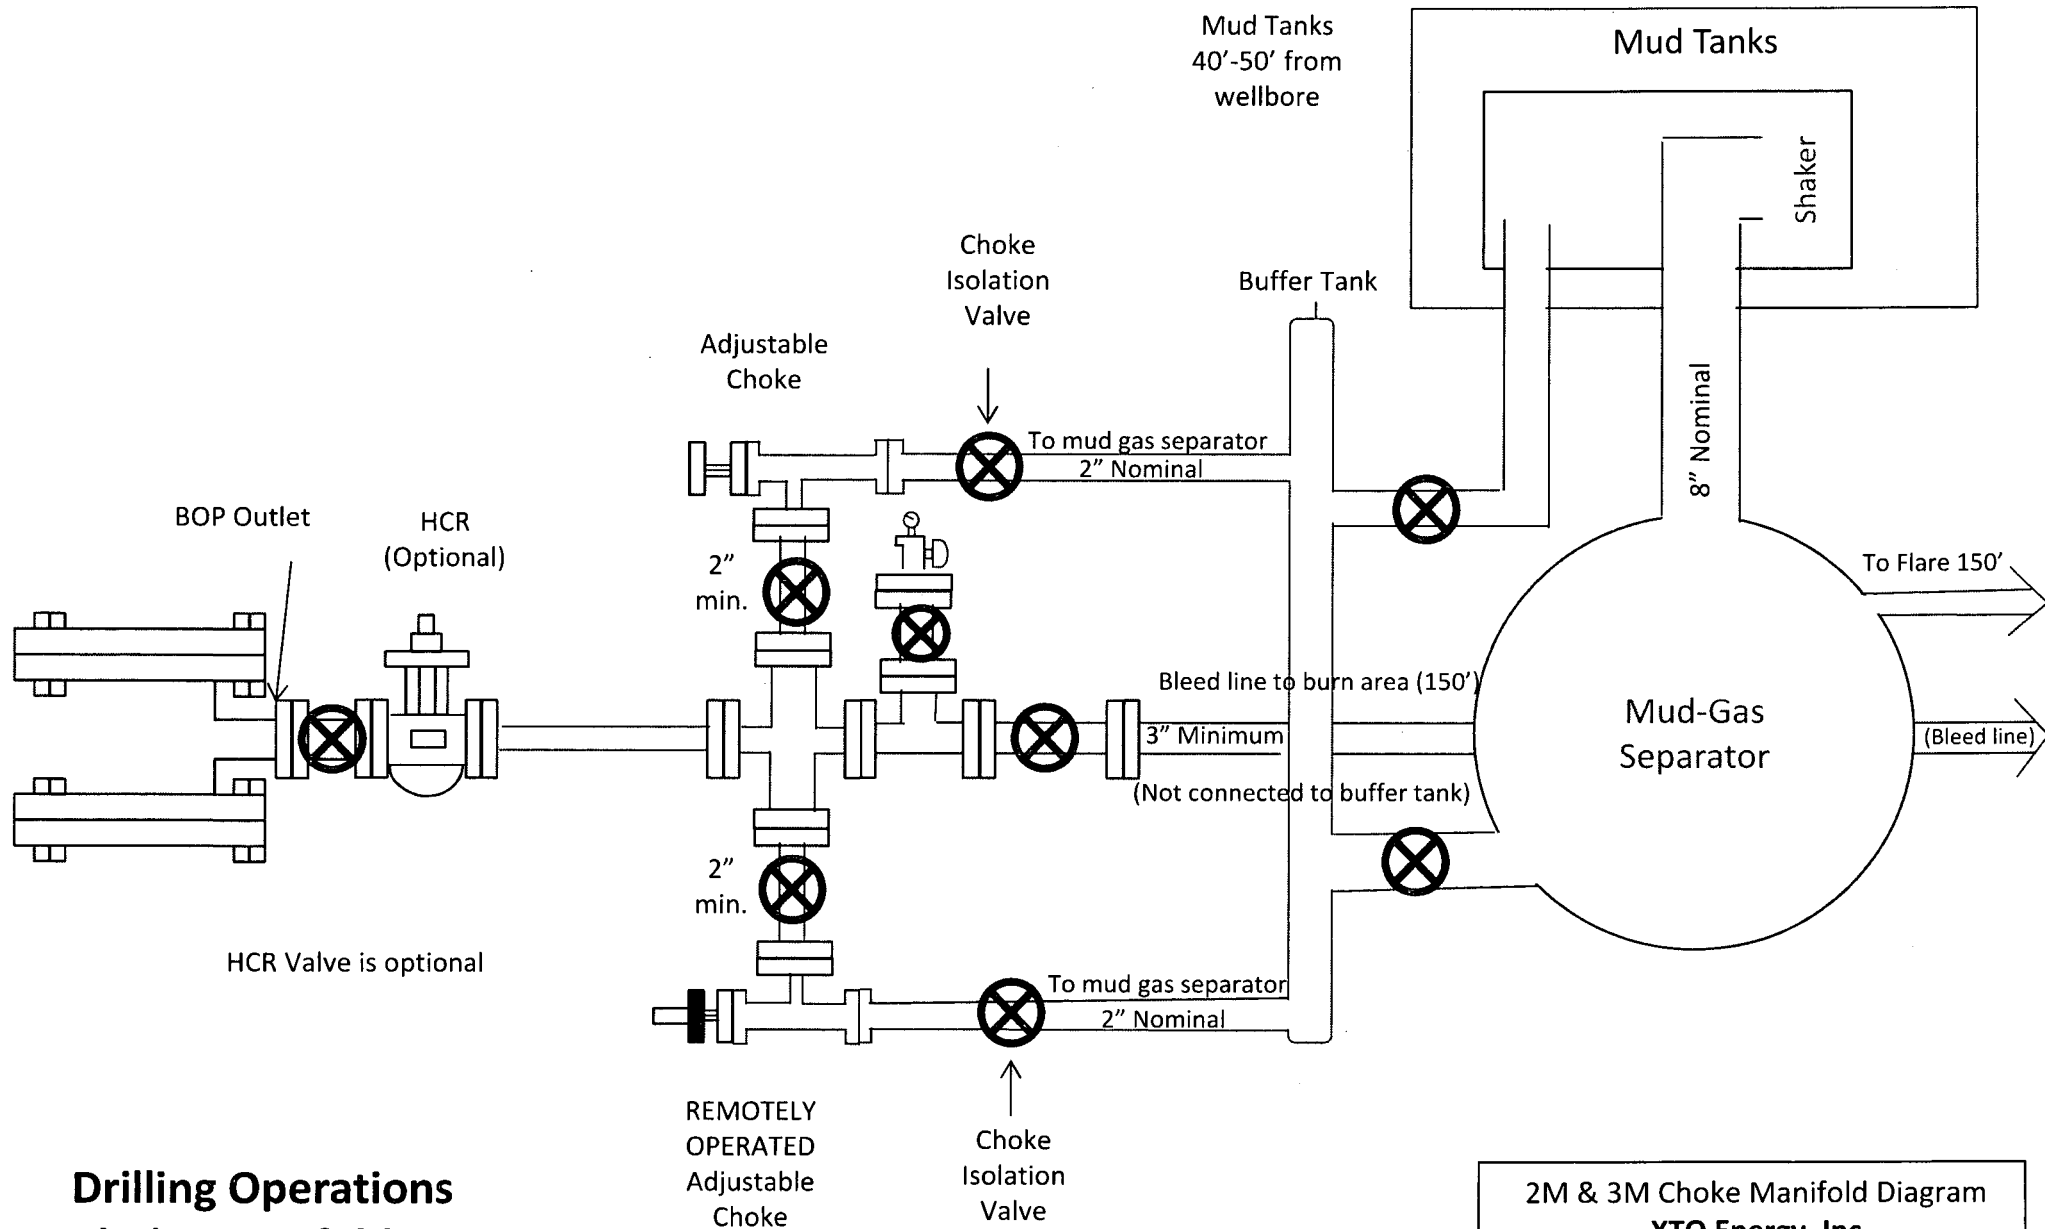 Mud Tanks
40'-50' from
wellbore
Mud Tanks
Shaker
Choke
Isolation
Valve
Buffer Tank
Adjustable
Choke
8" Nominal
To mud gas separator
2" Nominal
BOP Outlet
HCR
(Optional)
2"
min.
To Flare 150'
Bleed line to burn area (150')
3" Minimum
(Not connected to buffer tank)
Mud-Gas
Separator
(Bleed line)
2"
min.
HCR Valve is optional
To mud gas separator
2" Nominal
REMOTELY
OPERATED
Adjustable
Choke
Choke
Isolation
Valve
Drilling Operations
2M & 3M Choke Manifold Diagram
XTO Energy, Inc.